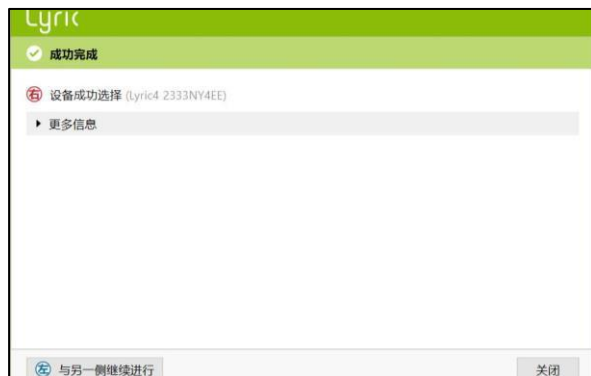 Lyric
成功完成
右 设备成功选择 (Lyric4 2333NY4EE)
更多信息
左 与另一侧继续进行
关闭